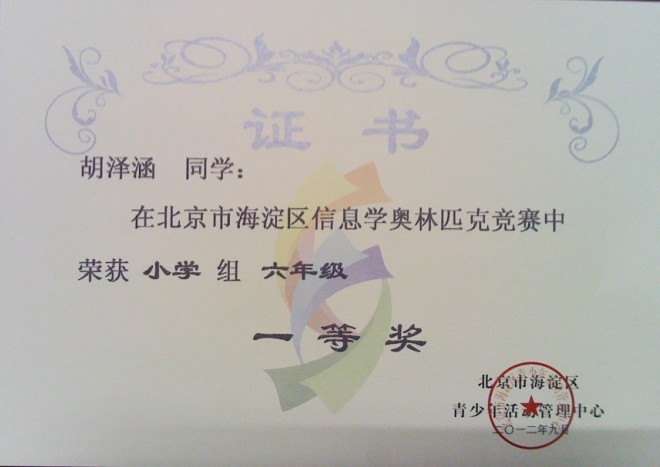 证书
胡泽涵 同学：
在北京市海淀区信息学奥林匹克竞赛中
荣获 小学 组 六年级
一等奖
北京市海淀区
青少年活动管理中心
二〇一二年九月